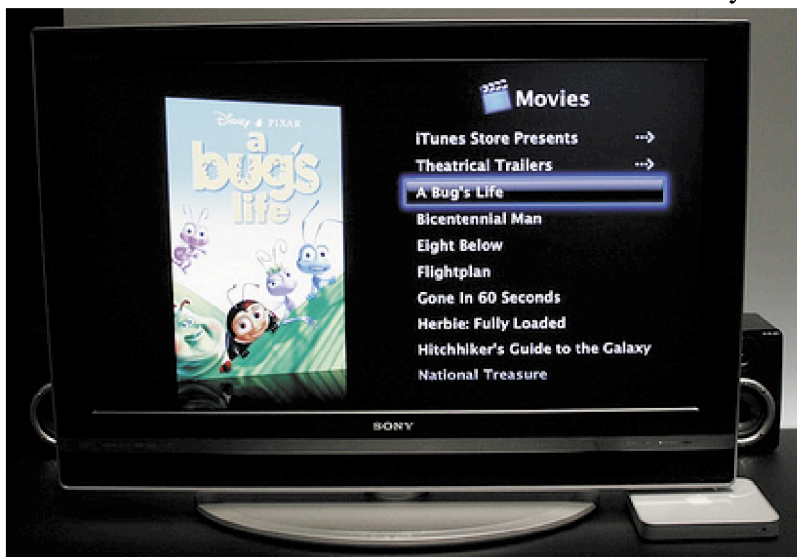 Movies
iTunes Store Presents
Theatrical Trailers
A Bug's Life
Bicentennial Man
Eight Below
Flightplan
Gone In 60 Seconds
Herbie: Fully Loaded
Hitchhiker's Guide to the Galaxy
National Treasure
Disney • PIXAR
a
bug's
life
SONY